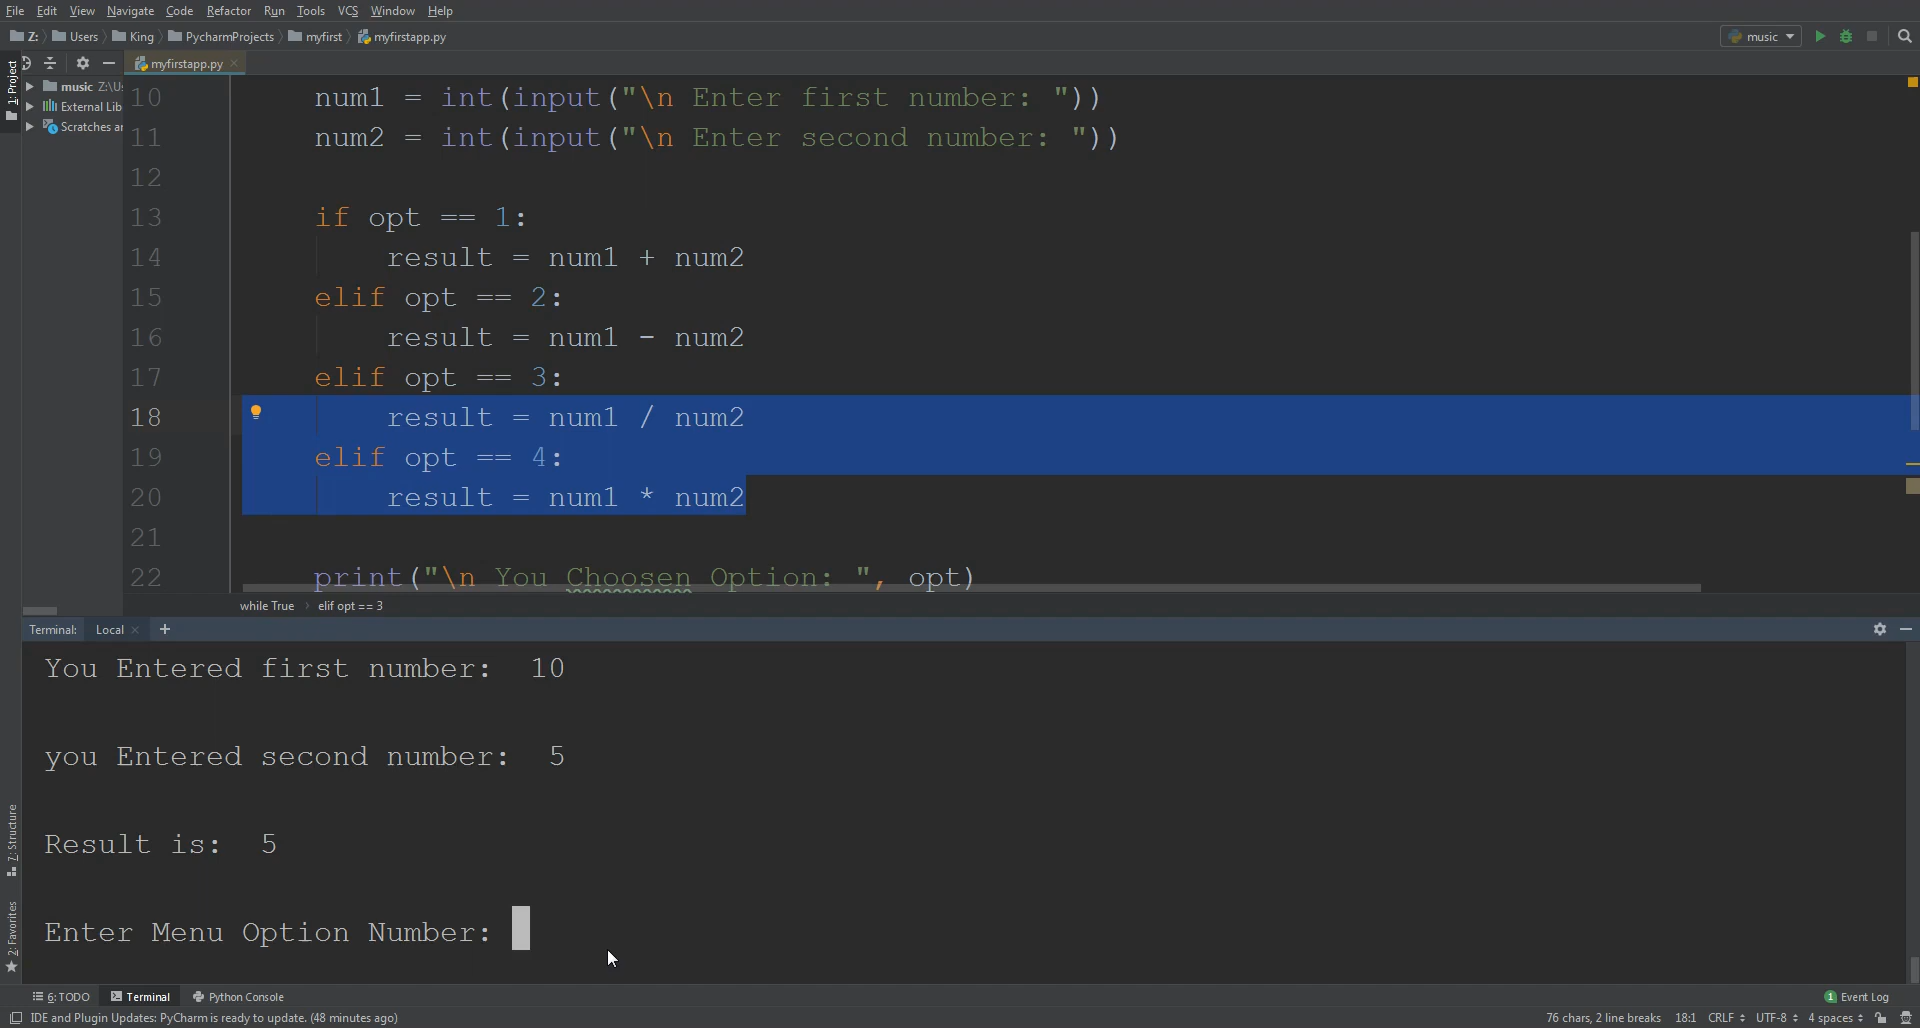 File Edit View Navigate Code Refactor Run Tools VCS Window Help
Z: Users King PycharmProjects myfirst myfirstapp.py music
1: Project
myfirstapp.py
music Z:\Us
External Lib
Scratches ar
10 num1 = int(input("\n Enter first number: "))
11 num2 = int(input("\n Enter second number: "))
12
13 if opt == 1:
14 result = num1 + num2
15 elif opt == 2:
16 result = num1 - num2
17 elif opt == 3:
18 result = num1 / num2
19 elif opt == 4:
20 result = num1 * num2
21
22 print("\n You Choosen Option: ", opt)
while True elif opt == 3
Terminal: Local +
You Entered first number: 10
you Entered second number: 5
Result is: 5
Enter Menu Option Number:
7: Structure
2: Favorites
6: TODO Terminal Python Console 1 Event Log
IDE and Plugin Updates: PyCharm is ready to update. (48 minutes ago) 76 chars, 2 line breaks 18:1 CRLF UTF-8 4 spaces